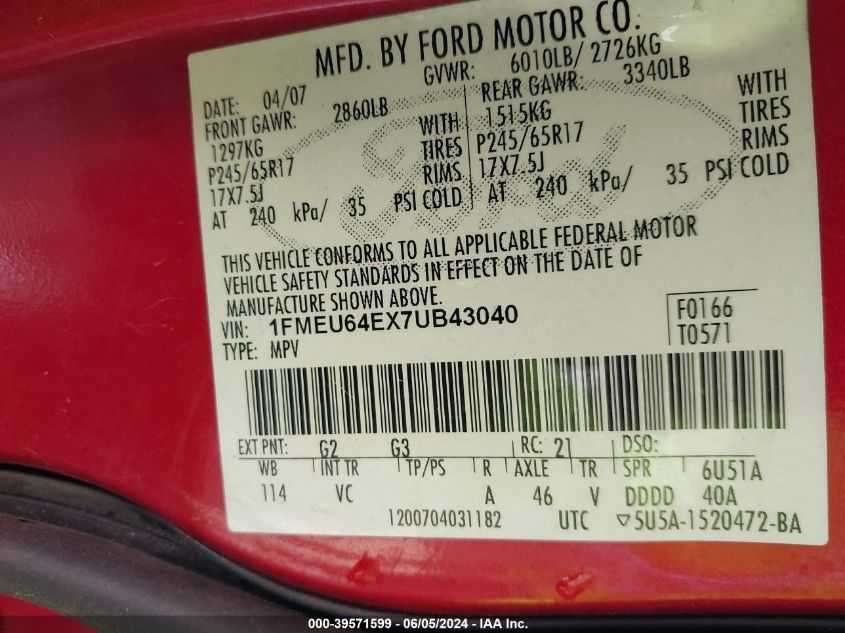 MFD. BY FORD MOTOR CO.
DATE: 04/07 GVWR: 6010LB/ 2726KG
FRONT GAWR: 2860LB REAR GAWR: 3340LB
1297KG WITH 1515KG WITH
P245/65R17 TIRES P245/65R17 TIRES
17X7.5J RIMS 17X7.5J RIMS
AT 240 kPa/ 35 PSI COLD AT 240 kPa/ 35 PSI COLD
Ford
THIS VEHICLE CONFORMS TO ALL APPLICABLE FEDERAL MOTOR
VEHICLE SAFETY STANDARDS IN EFFECT ON THE DATE OF
MANUFACTURE SHOWN ABOVE.
VIN: 1FMEU64EX7UB43040 F0166
TYPE: MPV T0571
EXT PNT: G2 G3 RC: 21 DSO:
WB INT TR TP/PS R AXLE TR SPR 6U51A
114 VC A 46 V DDDD 40A
1200704031182 UTC ▽5U5A-1520472-BA
000-39571599 - 06/05/2024 - IAA Inc.